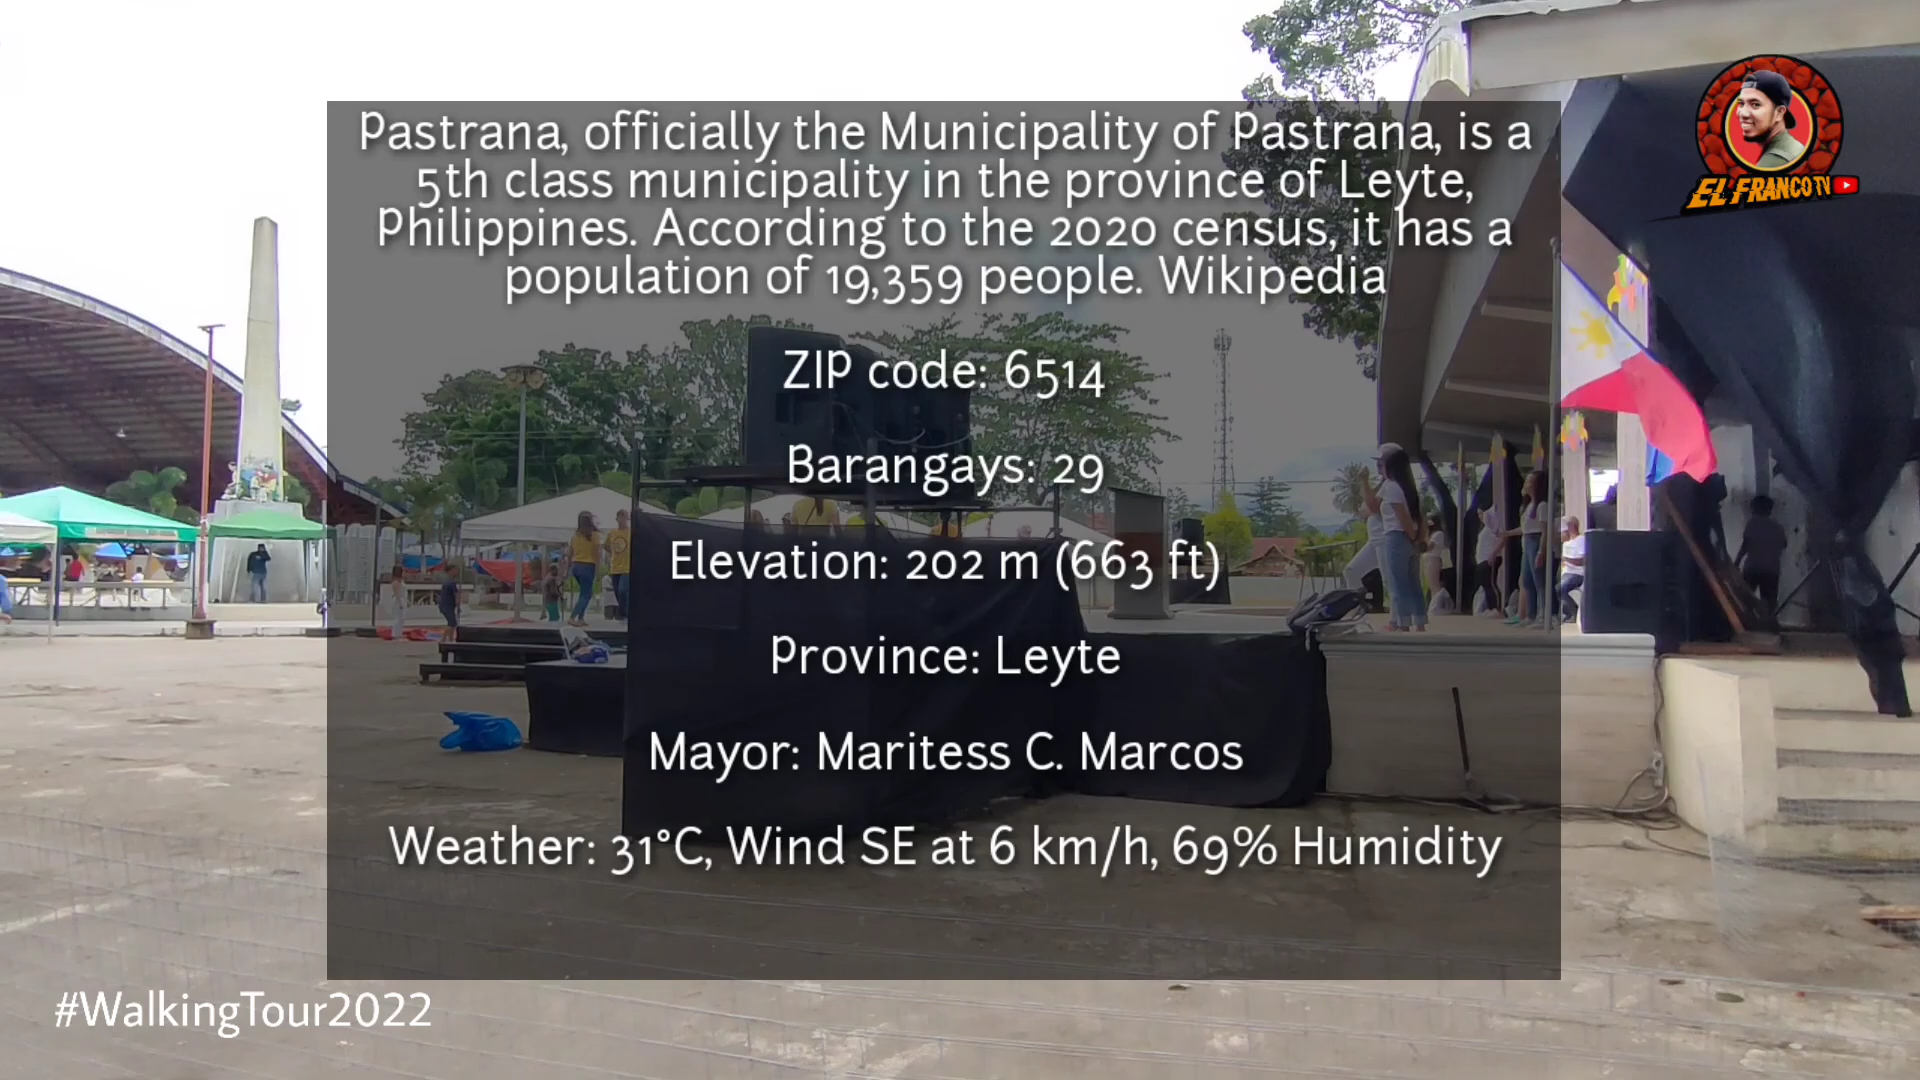 Pastrana, officially the Municipality of Pastrana, is a
5th class municipality in the province of Leyte,
Philippines. According to the 2020 census, it has a
population of 19,359 people. Wikipedia
ZIP code: 6514
Barangays: 29
Elevation: 202 m (663 ft)
Province: Leyte
Mayor: Maritess C. Marcos
Weather: 31°C, Wind SE at 6 km/h, 69% Humidity
EL FRANCO TV
#WalkingTour2022